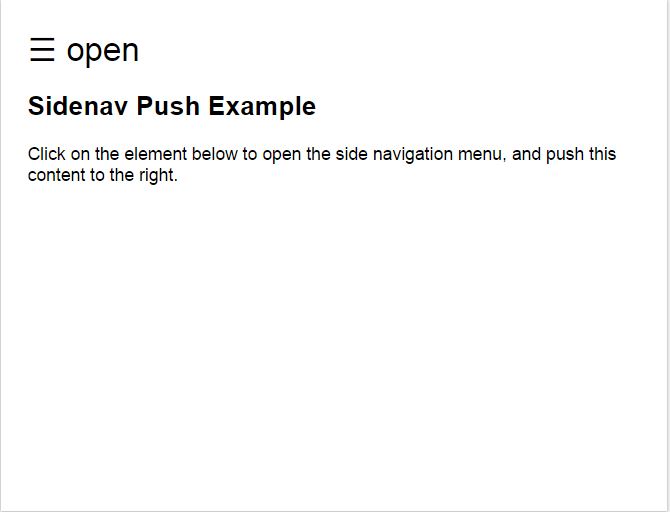 ☰ open
Sidenav Push Example
Click on the element below to open the side navigation menu, and push this
content to the right.